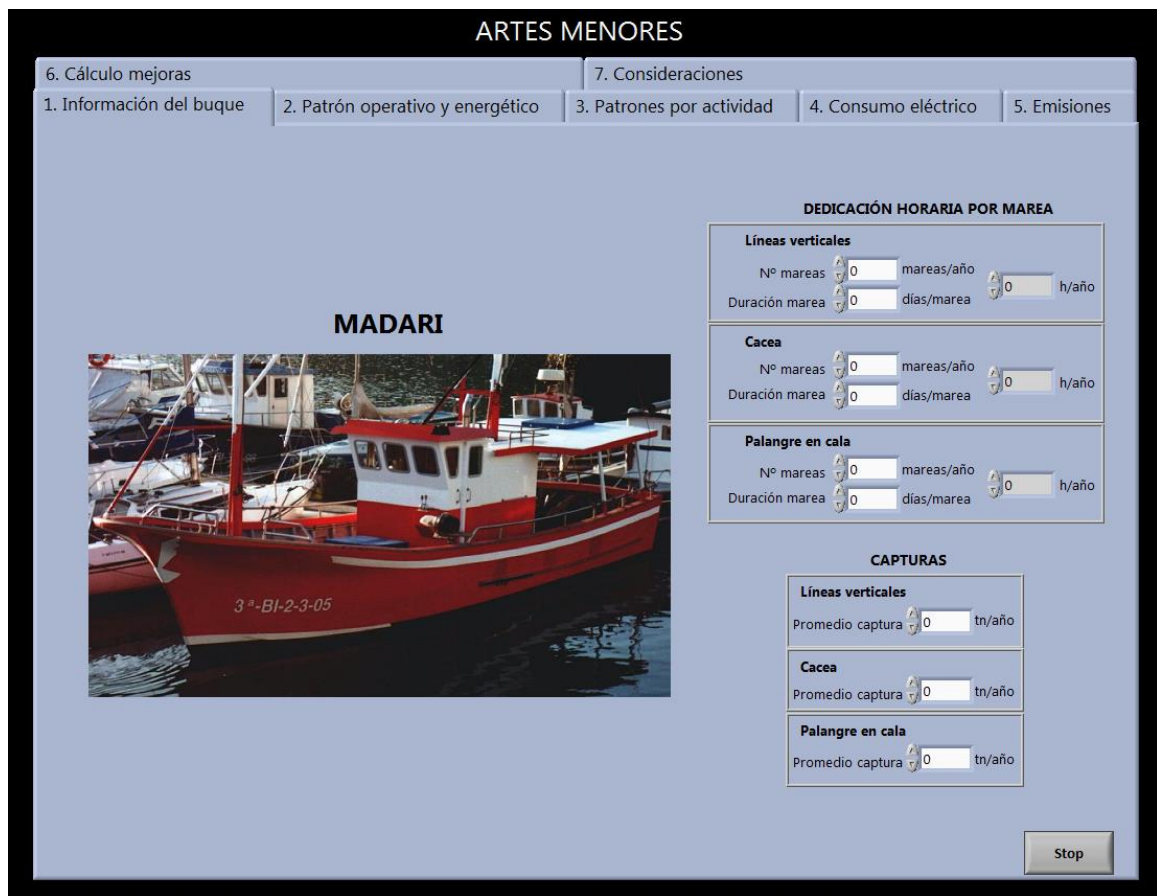 ARTES MENORES
6. Cálculo mejoras
7. Consideraciones
1. Información del buque
2. Patrón operativo y energético
3. Patrones por actividad
4. Consumo eléctrico
5. Emisiones
MADARI
3ª-BI-2-3-05
DEDICACIÓN HORARIA POR MAREA
Líneas verticales
Nº mareas 0 mareas/año
Duración marea 0 días/marea
0 h/año
Cacea
Nº mareas 0 mareas/año
Duración marea 0 días/marea
0 h/año
Palangre en cala
Nº mareas 0 mareas/año
Duración marea 0 días/marea
0 h/año
CAPTURAS
Líneas verticales
Promedio captura 0 tn/año
Cacea
Promedio captura 0 tn/año
Palangre en cala
Promedio captura 0 tn/año
Stop